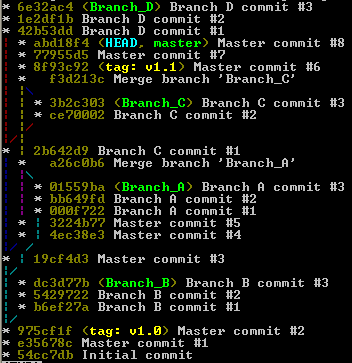 * 6e32ac4 (Branch_D) Branch D commit #3
* 1e2df1b Branch D commit #2
* 42b53dd Branch D commit #1
* abd18f4 (HEAD, master) Master commit #8
* 77955d5 Master commit #7
* 8f93c92 (tag: v1.1) Master commit #6
* f3d213c Merge branch 'Branch_C'
* 3b2c303 (Branch_C) Branch C commit #3
* ce70002 Branch C commit #2
* 2b642d9 Branch C commit #1
* a26c0b6 Merge branch 'Branch_A'
* 01559ba (Branch_A) Branch A commit #3
* bb649fd Branch A commit #2
* 000f722 Branch A commit #1
* 3224b77 Master commit #5
* 4ec38e3 Master commit #4
* 19cf4d3 Master commit #3
* dc3d77b (Branch_B) Branch B commit #3
* 5429722 Branch B commit #2
* b6ef27a Branch B commit #1
* 975cf1f (tag: v1.0) Master commit #2
* e35678c Master commit #1
* 54cc7db Initial commit